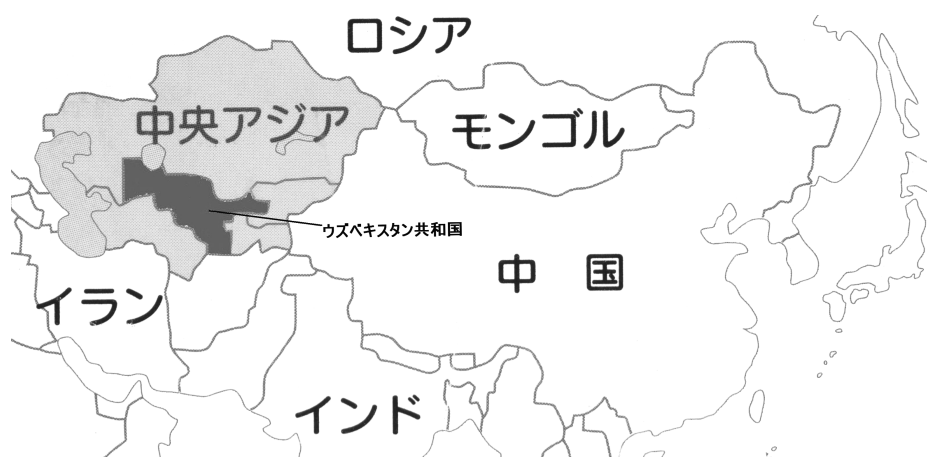 ロシア
中央アジア
モンゴル
ウズベキスタン共和国
中 国
イラン
インド